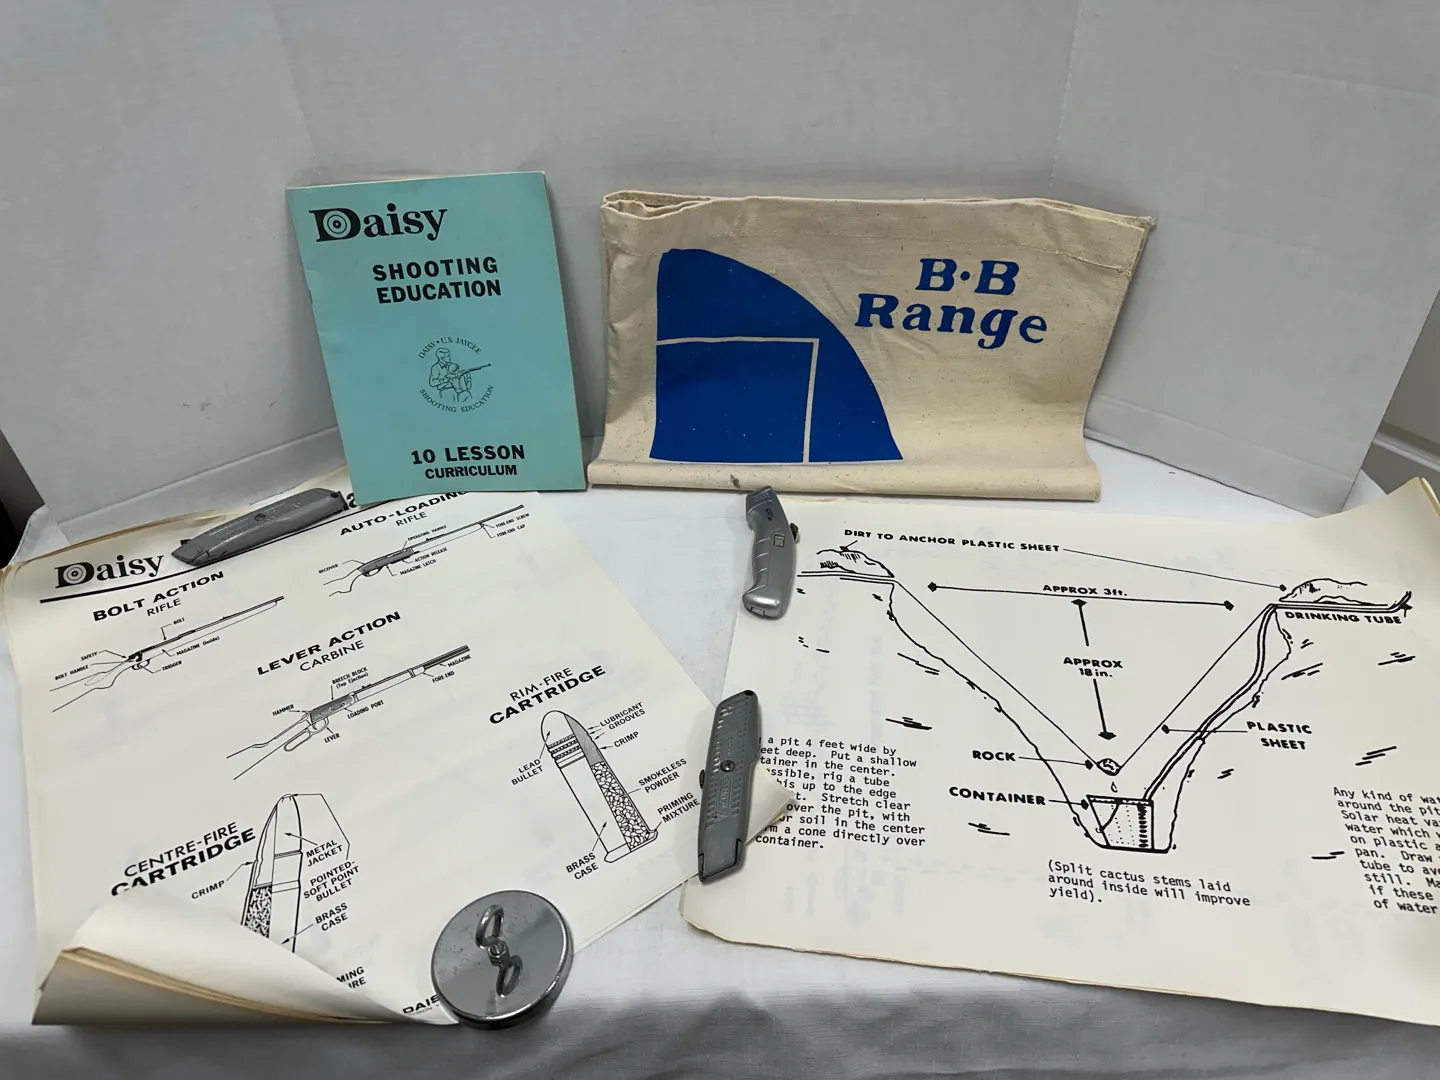 Daisy
SHOOTING
EDUCATION
DAISY • U.S. JAYCEE
SHOOTING EDUCATION
10 LESSON
CURRICULUM
B·B
Range
Daisy
BOLT ACTION
RIFLE
BOLT
SAFETY
BOLT HANDLE
MAGAZINE (Inside)
TRIGGER
AUTO-LOADING
RIFLE
OPERATING HANDLE
FORE-END SCREW
FORE-END CAP
RECEIVER
ACTION RELEASE
MAGAZINE LATCH
LEVER ACTION
CARBINE
BREECH BLOCK
(Top Ejection)
MAGAZINE
FORE-END
HAMMER
LOADING PORT
LEVER
RIM-FIRE
CARTRIDGE
LUBRICANT
GROOVES
CRIMP
LEAD
BULLET
SMOKELESS
POWDER
PRIMING
MIXTURE
BRASS
CASE
CENTRE-FIRE
CARTRIDGE
METAL
JACKET
CRIMP
POINTED-
SOFT POINT
BULLET
BRASS
CASE
MING
DAIS
DIRT TO ANCHOR PLASTIC SHEET
APPROX 3ft.
DRINKING TUBE
APPROX
18 in.
PLASTIC
SHEET
ROCK
CONTAINER
a pit 4 feet wide by
feet deep. Put a shallow
tainer in the center.
ossible, rig a tube
his up to the edge
t. Stretch clear
over the pit, with
or soil in the center
m a cone directly over
container.
(Split cactus stems laid
around inside will improve
yield).
Any kind of wat
around the pit
Solar heat va
water which
on plastic a
pan. Draw
tube to avo
still. Ma
if these
of water